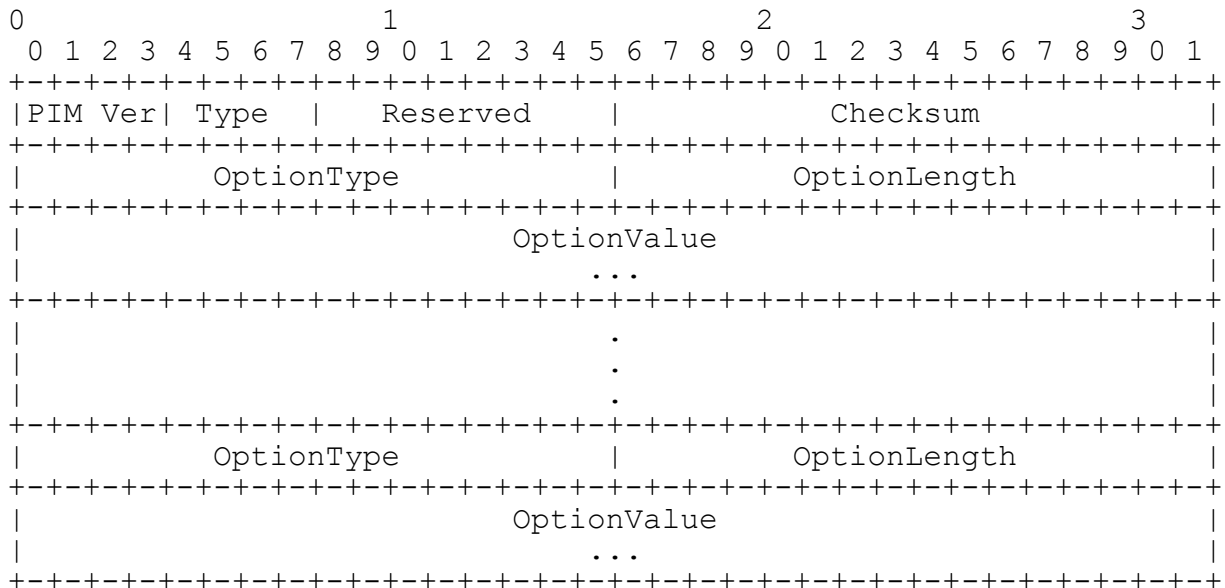 0                   1                   2                   3
 0 1 2 3 4 5 6 7 8 9 0 1 2 3 4 5 6 7 8 9 0 1 2 3 4 5 6 7 8 9 0 1
+-+-+-+-+-+-+-+-+-+-+-+-+-+-+-+-+-+-+-+-+-+-+-+-+-+-+-+-+-+-+-+-+
|PIM Ver| Type  |   Reserved    |           Checksum            |
+-+-+-+-+-+-+-+-+-+-+-+-+-+-+-+-+-+-+-+-+-+-+-+-+-+-+-+-+-+-+-+-+
|          OptionType           |         OptionLength          |
+-+-+-+-+-+-+-+-+-+-+-+-+-+-+-+-+-+-+-+-+-+-+-+-+-+-+-+-+-+-+-+-+
|                          OptionValue                          |
|                              ...                              |
+-+-+-+-+-+-+-+-+-+-+-+-+-+-+-+-+-+-+-+-+-+-+-+-+-+-+-+-+-+-+-+-+
|                               .                               |
|                               .                               |
|                               .                               |
+-+-+-+-+-+-+-+-+-+-+-+-+-+-+-+-+-+-+-+-+-+-+-+-+-+-+-+-+-+-+-+-+
|          OptionType           |         OptionLength          |
+-+-+-+-+-+-+-+-+-+-+-+-+-+-+-+-+-+-+-+-+-+-+-+-+-+-+-+-+-+-+-+-+
|                          OptionValue                          |
|                              ...                              |
+-+-+-+-+-+-+-+-+-+-+-+-+-+-+-+-+-+-+-+-+-+-+-+-+-+-+-+-+-+-+-+-+